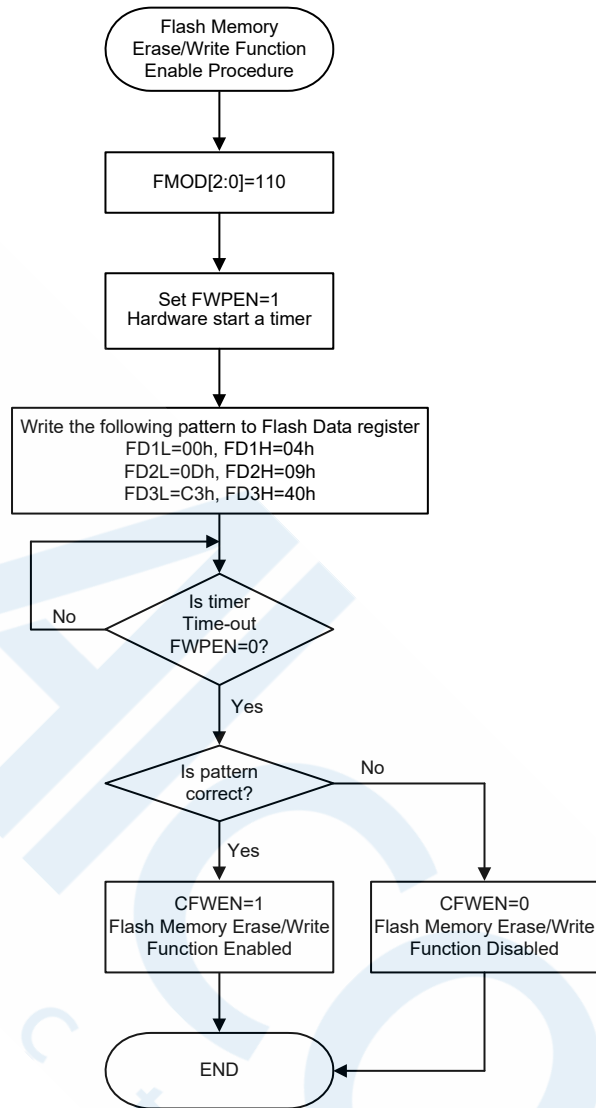 Flash Memory
Erase/Write Function
Enable Procedure
FMOD[2:0]=110
Set FWPEN=1
Hardware start a timer
Write the following pattern to Flash Data register
FD1L=00h, FD1H=04h
FD2L=0Dh, FD2H=09h
FD3L=C3h, FD3H=40h
Is timer
Time-out
FWPEN=0?
No
Yes
Is pattern
correct?
No
Yes
CFWEN=1
Flash Memory Erase/Write
Function Enabled
CFWEN=0
Flash Memory Erase/Write
Function Disabled
END